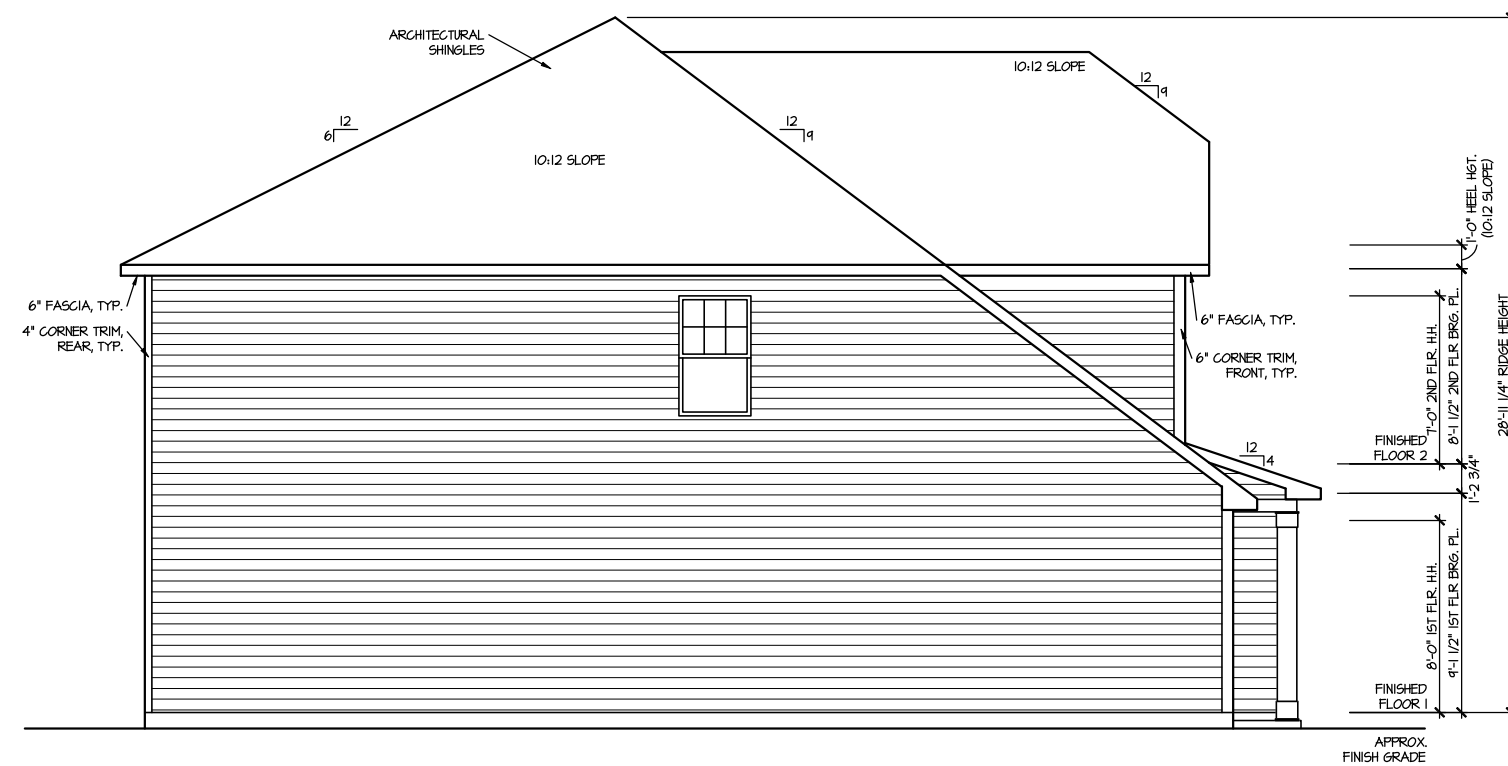 ARCHITECTURAL
SHINGLES
10:12 SLOPE
12
9
12
6
12
9
10:12 SLOPE
1'-0" HEEL HGT.
(10:12 SLOPE)
6" FASCIA, TYP.
4" CORNER TRIM,
REAR, TYP.
6" FASCIA, TYP.
6" CORNER TRIM,
FRONT, TYP.
7'-0" 2ND FLR. H.H.
8'-1 1/2" 2ND FLR BRG. PL.
28'-11 1/4" RIDGE HEIGHT
12
4
FINISHED
FLOOR 2
1'-2 3/4"
8'-0" 1ST FLR. H.H.
9'-1 1/2" 1ST FLR BRG. PL.
FINISHED
FLOOR 1
APPROX.
FINISH GRADE